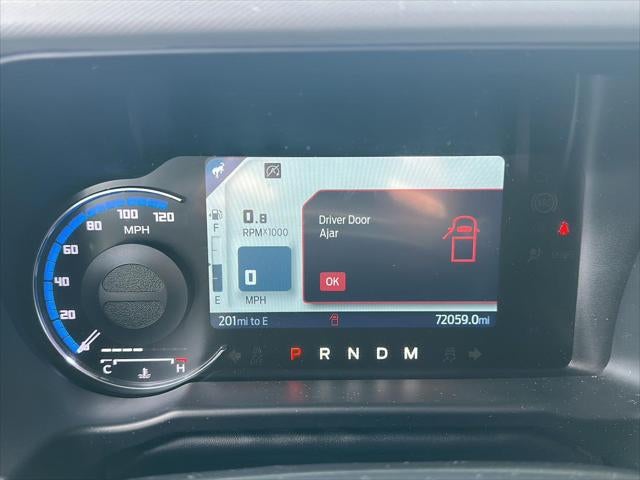 100
80
120
MPH
60
40
20
C
H
F
E
0.8
RPMX1000
0
MPH
Driver Door
Ajar
OK
201mi to E
72059.0mi
P R N D M